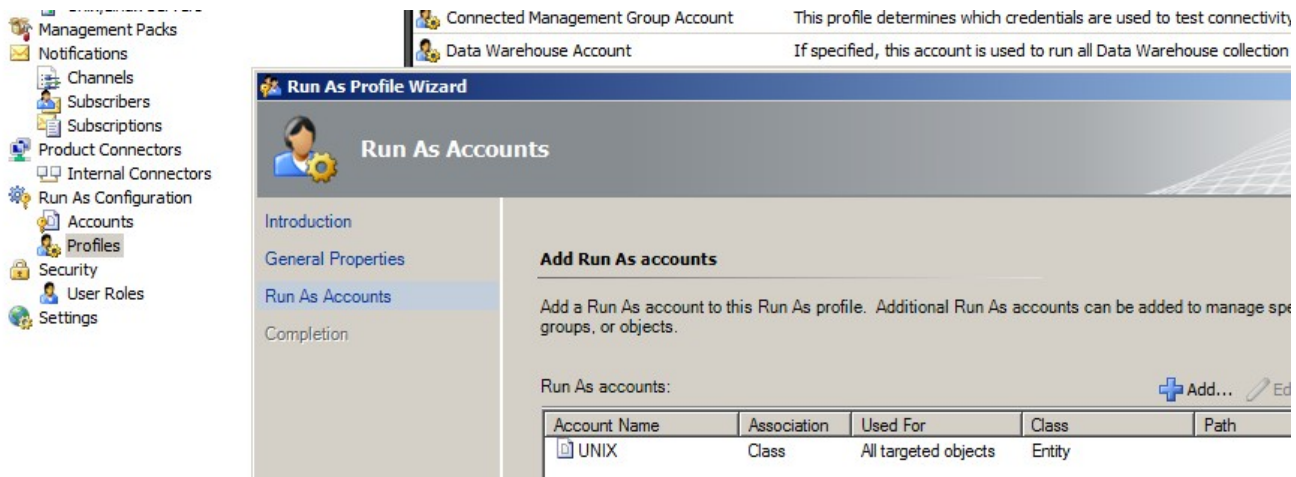 Management Packs
Notifications
Channels
Subscribers
Subscriptions
Product Connectors
Internal Connectors
Run As Configuration
Accounts
Profiles
Security
User Roles
Settings
Connected Management Group Account This profile determines which credentials are used to test connectivity
Data Warehouse Account If specified, this account is used to run all Data Warehouse collection
Run As Profile Wizard
Run As Accounts
Introduction
General Properties
Run As Accounts
Completion
Add Run As accounts
Add a Run As account to this Run As profile. Additional Run As accounts can be added to manage spe
groups, or objects.
Run As accounts:
Add... Ed
Account Name Association Used For Class Path
UNIX Class All targeted objects Entity